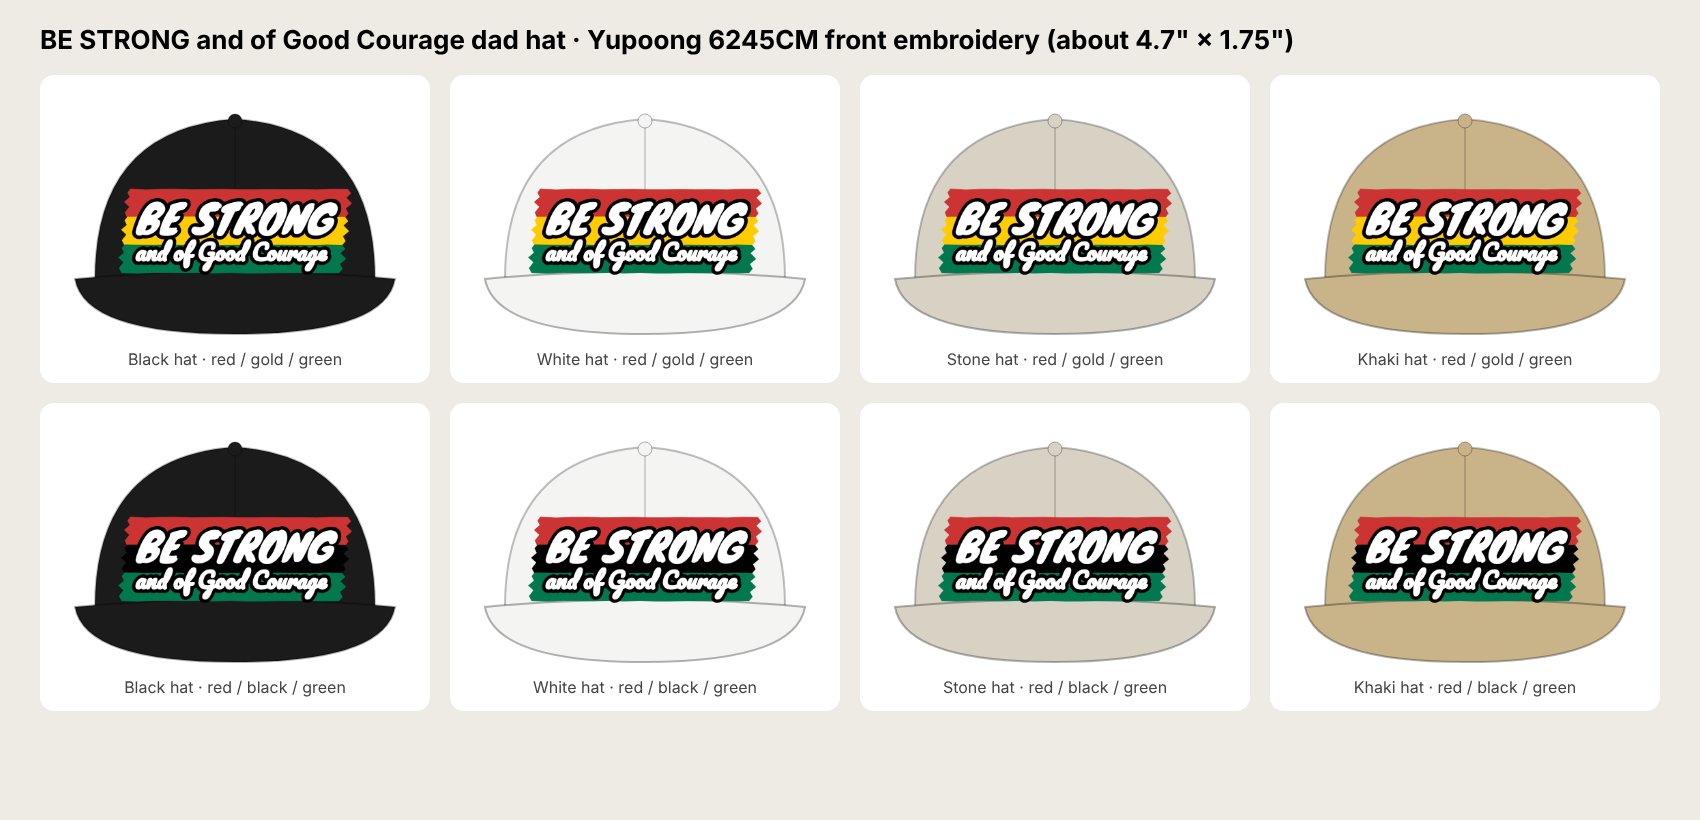 BE STRONG and of Good Courage dad hat · Yupoong 6245CM front embroidery (about 4.7" × 1.75")
BE STRONG
and of Good Courage
Black hat · red / gold / green
BE STRONG
and of Good Courage
White hat · red / gold / green
BE STRONG
and of Good Courage
Stone hat · red / gold / green
BE STRONG
and of Good Courage
Khaki hat · red / gold / green
BE STRONG
and of Good Courage
Black hat · red / black / green
BE STRONG
and of Good Courage
White hat · red / black / green
BE STRONG
and of Good Courage
Stone hat · red / black / green
BE STRONG
and of Good Courage
Khaki hat · red / black / green